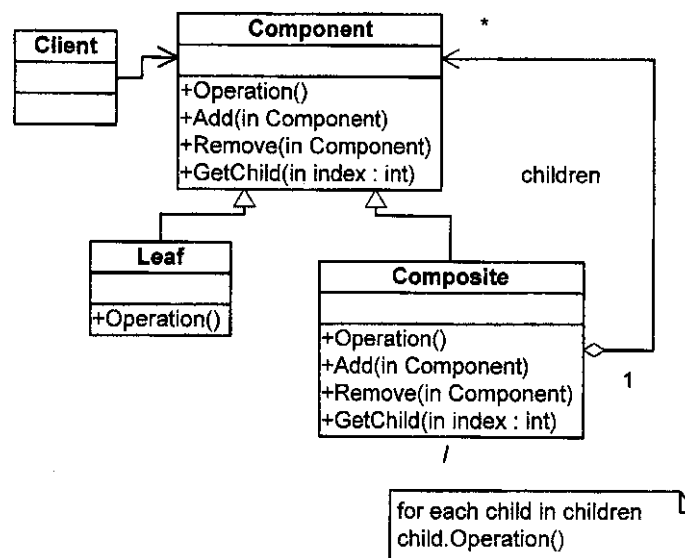 Client
Component
+Operation()
+Add(in Component)
+Remove(in Component)
+GetChild(in index : int)
*
children
Leaf
+Operation()
Composite
+Operation()
+Add(in Component)
+Remove(in Component)
+GetChild(in index : int)
1
for each child in children
child.Operation()